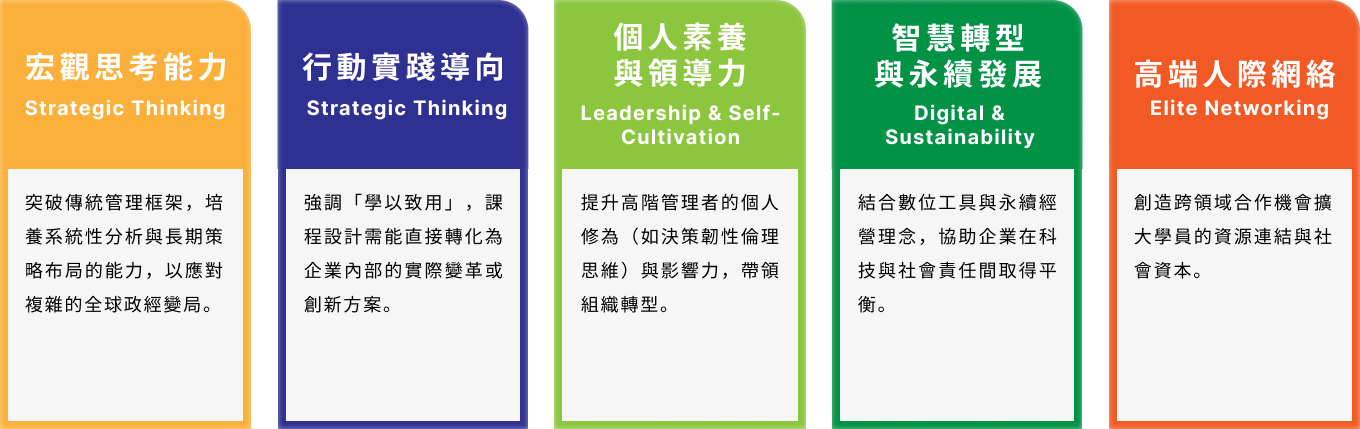 宏觀思考能力
Strategic Thinking
突破傳統管理框架，培
養系統性分析與長期策
略布局的能力，以應對
複雜的全球政經變局。
行動實踐導向
Strategic Thinking
強調「學以致用」，課
程設計需能直接轉化為
企業內部的實際變革或
創新方案。
個人素養
與領導力
Leadership & Self-
Cultivation
提升高階管理者的個人
修為（如決策韌性倫理
思維）與影響力，帶領
組織轉型。
智慧轉型
與永續發展
Digital &
Sustainability
結合數位工具與永續經
營理念，協助企業在科
技與社會責任間取得平
衡。
高端人際網絡
Elite Networking
創造跨領域合作機會擴
大學員的資源連結與社
會資本。